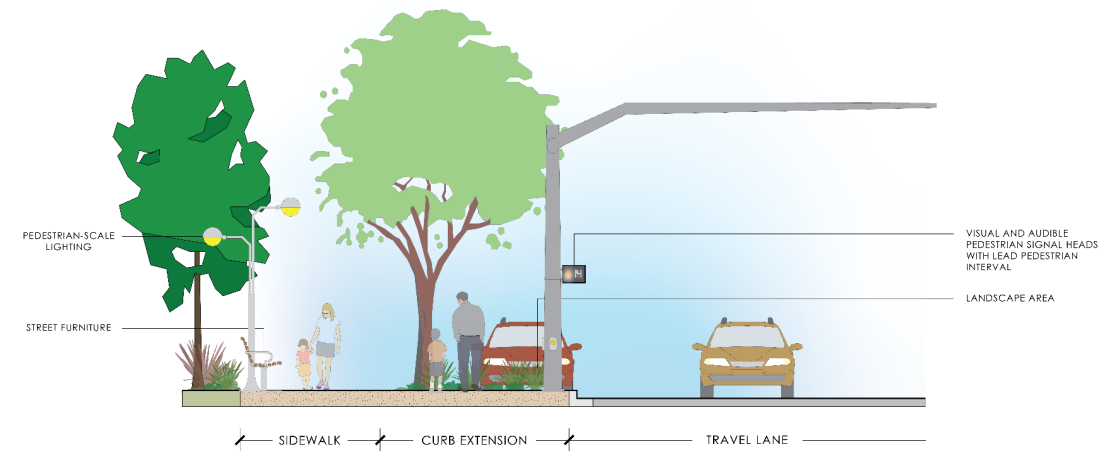 PEDESTRIAN-SCALE
LIGHTING
STREET FURNITURE
VISUAL AND AUDIBLE
PEDESTRIAN SIGNAL HEADS
WITH LEAD PEDESTRIAN
INTERVAL
14
LANDSCAPE AREA
SIDEWALK
CURB EXTENSION
TRAVEL LANE